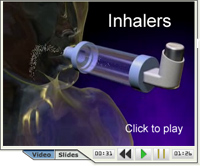 Inhalers
Click to play
Video Slides 00:31 01:26